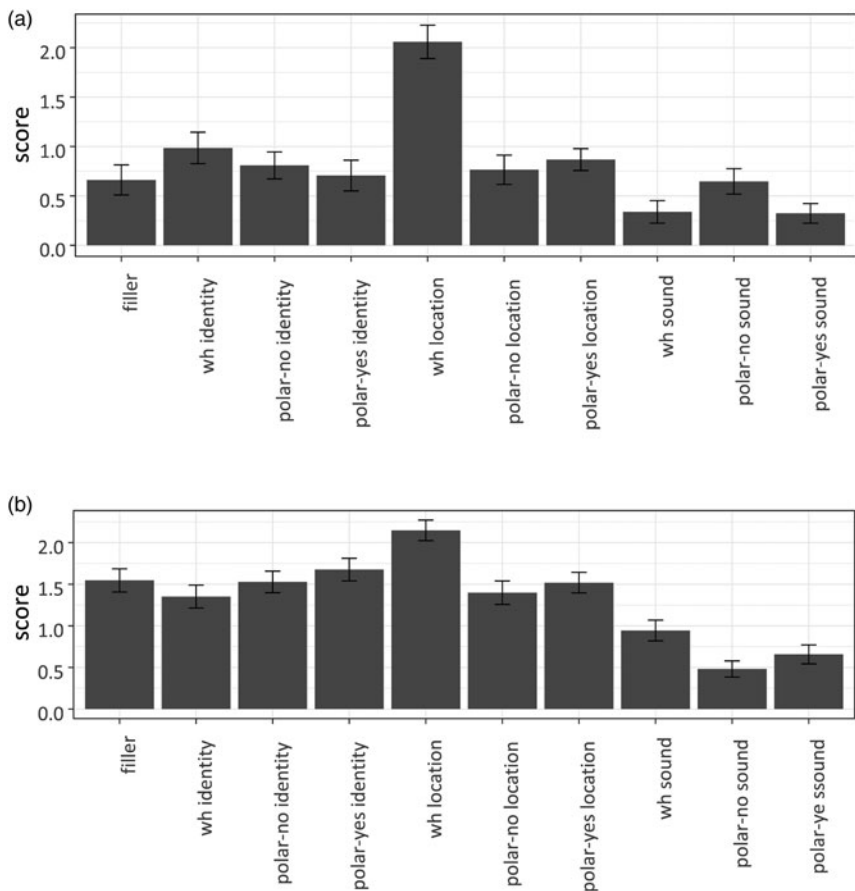 (a)
score
2.0
1.5
1.0
0.5
0.0
filler
wh identity
polar-no identity
polar-yes identity
wh location
polar-no location
polar-yes location
wh sound
polar-no sound
polar-yes sound
(b)
score
2.0
1.5
1.0
0.5
0.0
filler
wh identity
polar-no identity
polar-yes identity
wh location
polar-no location
polar-yes location
wh sound
polar-no sound
polar-ye ssound